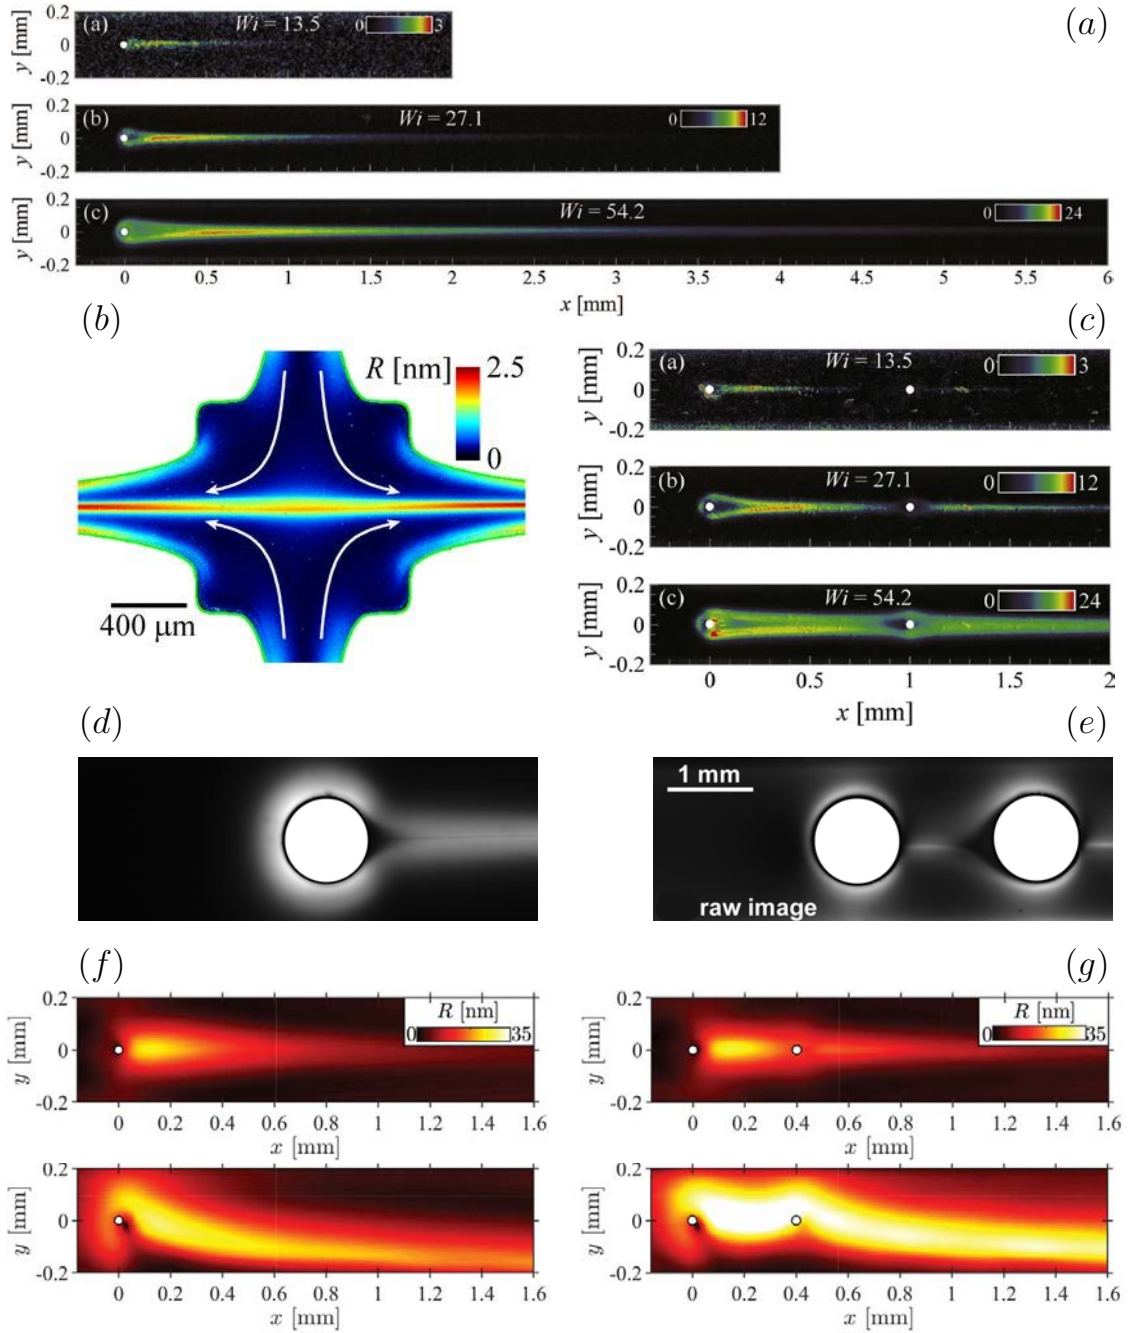 (a)
(a) Wi = 13.5 0 3
y [mm] 0.2 0 -0.2
(b) Wi = 27.1 0 12
y [mm] 0.2 0 -0.2
(c) Wi = 54.2 0 24
y [mm] 0.2 0 -0.2
0 0.5 1 1.5 2 2.5 3 3.5 4 4.5 5 5.5 6
x [mm]
(b)
R [nm] 2.5 0
400 μm
(c)
(a) Wi = 13.5 0 3
y [mm] 0.2 0 -0.2
(b) Wi = 27.1 0 12
y [mm] 0.2 0 -0.2
(c) Wi = 54.2 0 24
y [mm] 0.2 0 -0.2
0 0.5 1 1.5 2
x [mm]
(d)
(e)
1 mm
raw image
(f)
R [nm]
0 35
y [mm] 0.2 0 -0.2
0 0.2 0.4 0.6 0.8 1 1.2 1.4 1.6
x [mm]
y [mm] 0.2 0 -0.2
0 0.2 0.4 0.6 0.8 1 1.2 1.4 1.6
x [mm]
(g)
R [nm]
0 35
y [mm] 0.2 0 -0.2
0 0.2 0.4 0.6 0.8 1 1.2 1.4 1.6
x [mm]
y [mm] 0.2 0 -0.2
0 0.2 0.4 0.6 0.8 1 1.2 1.4 1.6
x [mm]